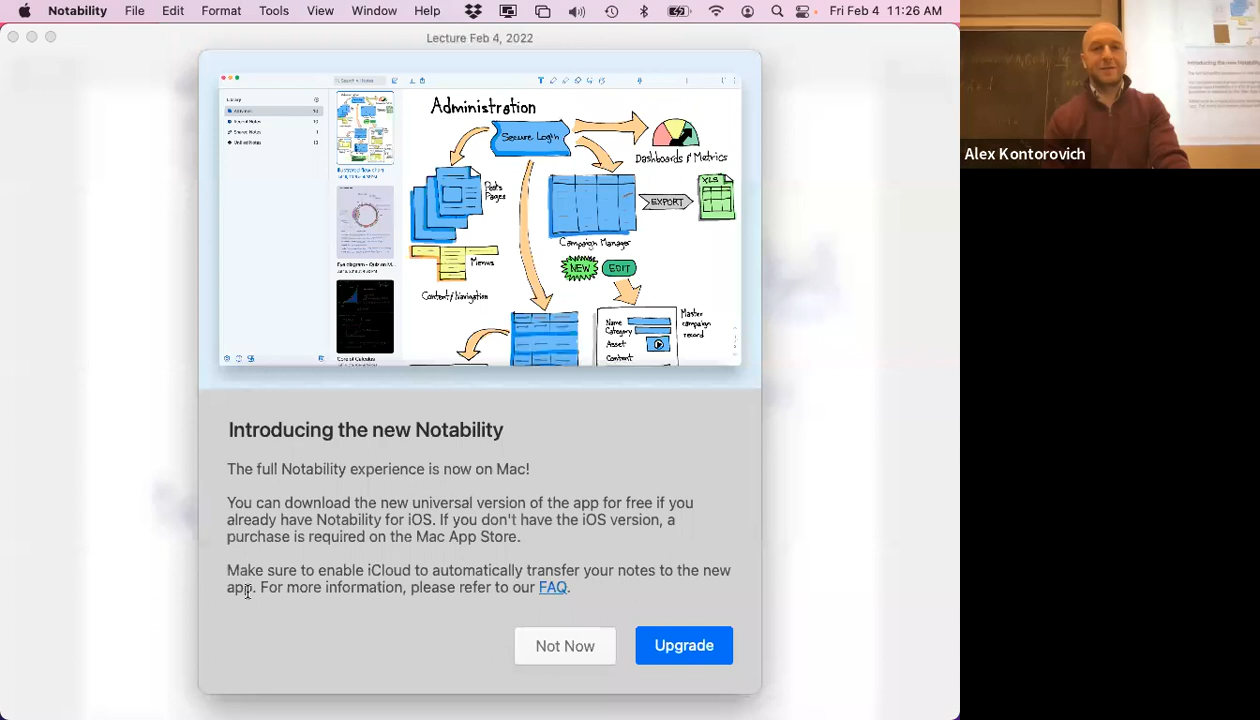 Notability File Edit Format Tools View Window Help Fri Feb 4 11:26 AM
Lecture Feb 4, 2022
Library
Shared Notes
Unfiled Notes
Administration
Secure Login
Dashboards & Metrics
Posts
Pages
Menus
Content/Navigation
Campaign Manager
EXPORT
XLS
NEW EDIT
Name
Category
Asset
Content
Master
campaign
record
Introducing the new Notability
The full Notability experience is now on Mac!
You can download the new universal version of the app for free if you
already have Notability for iOS. If you don't have the iOS version, a
purchase is required on the Mac App Store.
Make sure to enable iCloud to automatically transfer your notes to the new
app. For more information, please refer to our FAQ.
Not Now Upgrade
Alex Kontorovich